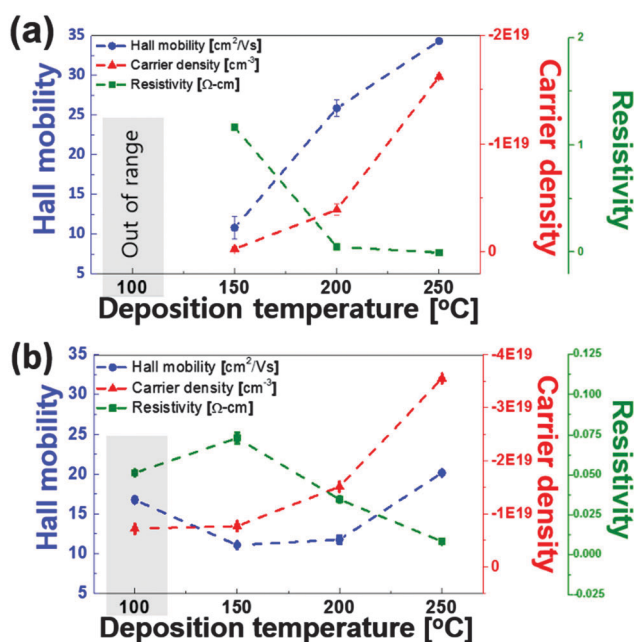 (a)
Hall mobility [cm²/Vs]
Carrier density [cm⁻³]
Resistivity [Ω-cm]
Out of range
35
30
25
20
15
10
5
Hall mobility
100
150
200
250
Deposition temperature [ºC]
-2E19
-1E19
0
Carrier density
2
1
0
Resistivity
(b)
Hall mobility [cm²/Vs]
Carrier density [cm⁻³]
Resistivity [Ω-cm]
35
30
25
20
15
10
5
Hall mobility
100
150
200
250
Deposition temperature [ºC]
-4E19
-3E19
-2E19
-1E19
0
Carrier density
0.125
0.100
0.075
0.050
0.025
0.000
-0.025
Resistivity